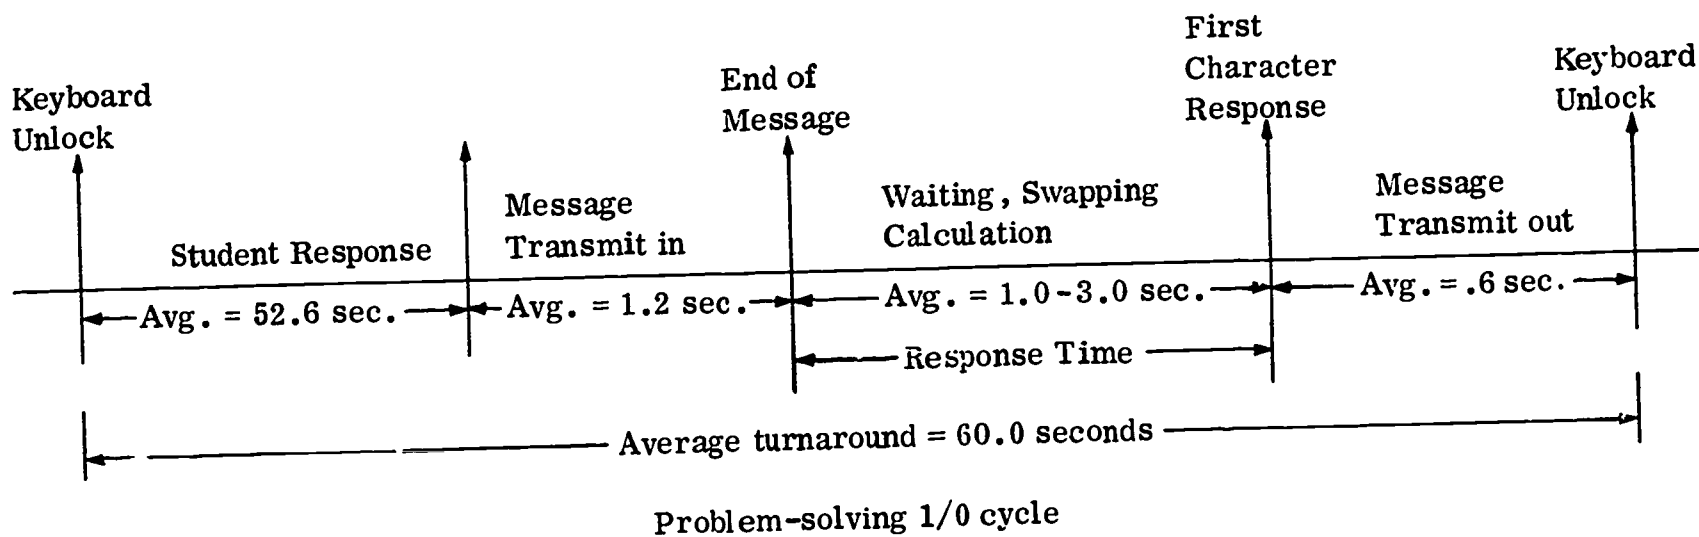 Keyboard
Unlock
End of
Message
First
Character
Response
Keyboard
Unlock
Student Response
Message
Transmit in
Waiting, Swapping
Calculation
Message
Transmit out
Avg. = 52.6 sec.
Avg. = 1.2 sec.
Avg. = 1.0-3.0 sec.
Avg. = .6 sec.
Response Time
Average turnaround = 60.0 seconds
Problem-solving 1/0 cycle